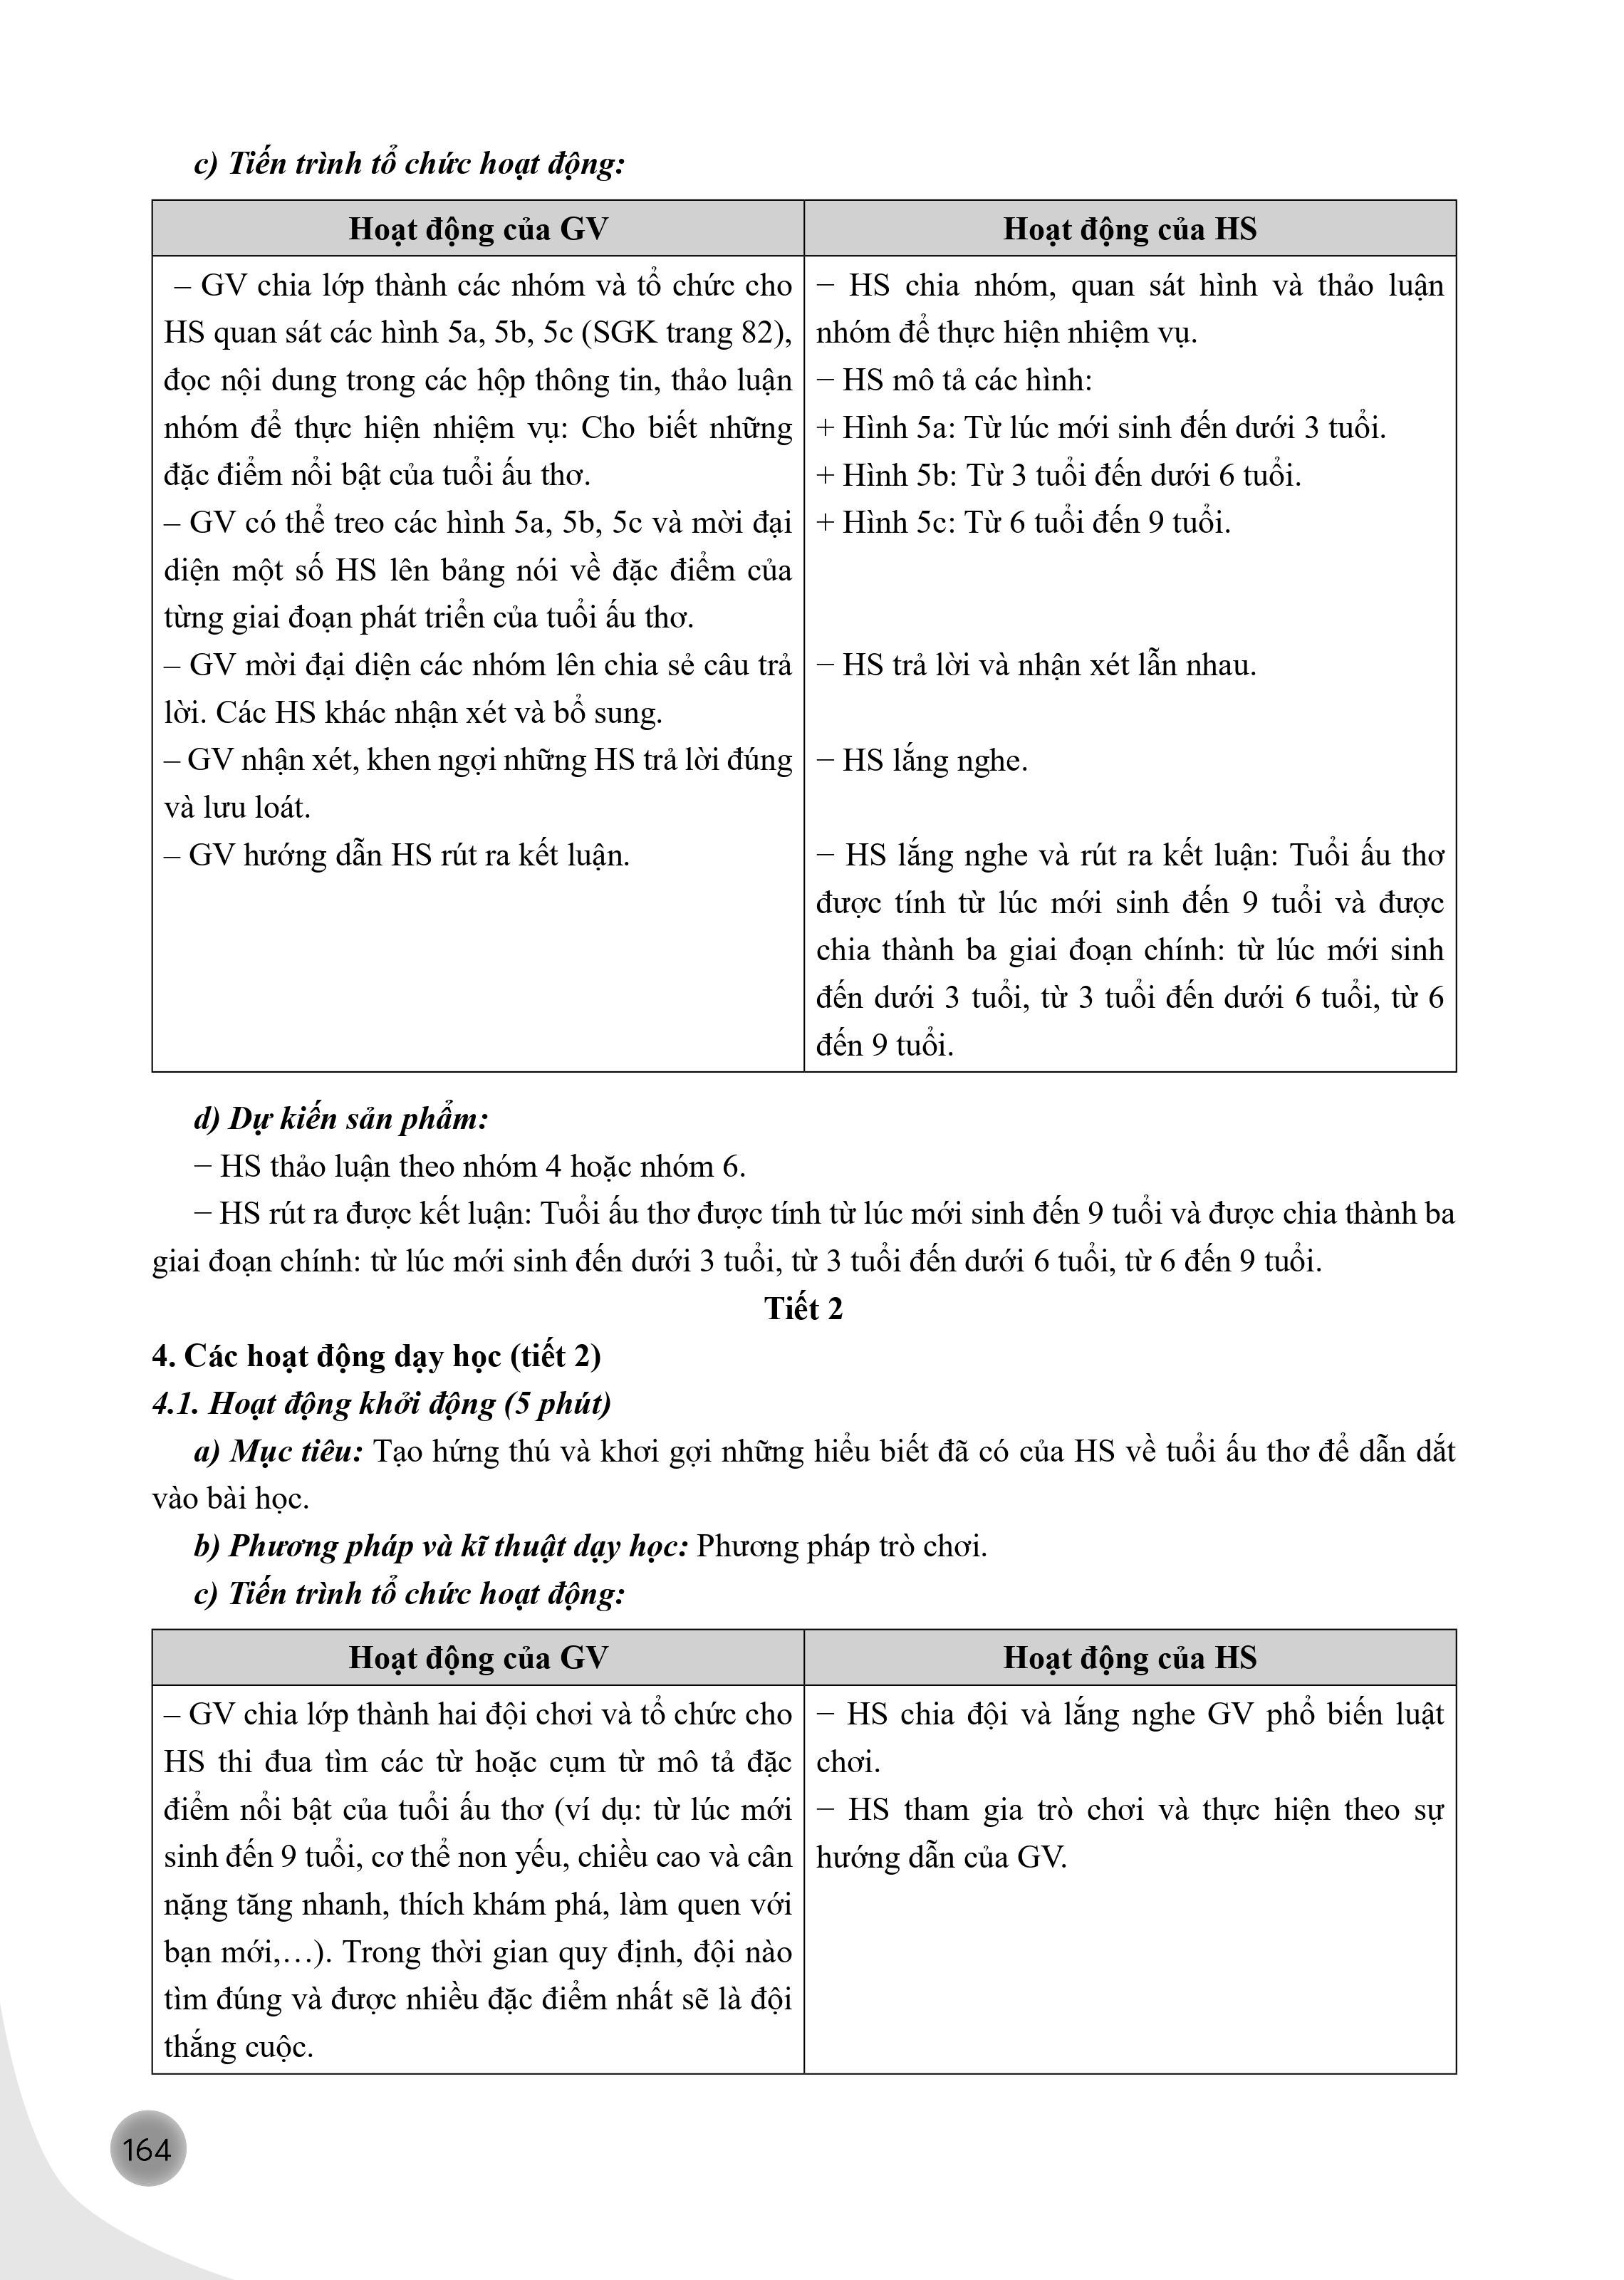 c) Tiến trình tổ chức hoạt động:
Hoạt động của GV
– GV chia lớp thành các nhóm và tổ chức cho
HS quan sát các hình 5a, 5b, 5c (SGK trang 82),
đọc nội dung trong các hộp thông tin, thảo luận
nhóm để thực hiện nhiệm vụ: Cho biết những
đặc điểm nổi bật của tuổi ấu thơ.
– GV có thể treo các hình 5a, 5b, 5c và mời đại
diện một số HS lên bảng nói về đặc điểm của
từng giai đoạn phát triển của tuổi ấu thơ.
– GV mời đại diện các nhóm lên chia sẻ câu trả
lời. Các HS khác nhận xét và bổ sung.
– GV nhận xét, khen ngợi những HS trả lời đúng
và lưu loát.
– GV hướng dẫn HS rút ra kết luận.
Hoạt động của HS
− HS chia nhóm, quan sát hình và thảo luận
nhóm để thực hiện nhiệm vụ.
− HS mô tả các hình:
+ Hình 5a: Từ lúc mới sinh đến dưới 3 tuổi.
+ Hình 5b: Từ 3 tuổi đến dưới 6 tuổi.
+ Hình 5c: Từ 6 tuổi đến 9 tuổi.
− HS trả lời và nhận xét lẫn nhau.
− HS lắng nghe.
− HS lắng nghe và rút ra kết luận: Tuổi ấu thơ
được tính từ lúc mới sinh đến 9 tuổi và được
chia thành ba giai đoạn chính: từ lúc mới sinh
đến dưới 3 tuổi, từ 3 tuổi đến dưới 6 tuổi, từ 6
đến 9 tuổi.
d) Dự kiến sản phẩm:
− HS thảo luận theo nhóm 4 hoặc nhóm 6.
− HS rút ra được kết luận: Tuổi ấu thơ được tính từ lúc mới sinh đến 9 tuổi và được chia thành ba
giai đoạn chính: từ lúc mới sinh đến dưới 3 tuổi, từ 3 tuổi đến dưới 6 tuổi, từ 6 đến 9 tuổi.
Tiết 2
4. Các hoạt động dạy học (tiết 2)
4.1. Hoạt động khởi động (5 phút)
a) Mục tiêu: Tạo hứng thú và khơi gợi những hiểu biết đã có của HS về tuổi ấu thơ để dẫn dắt
vào bài học.
b) Phương pháp và kĩ thuật dạy học: Phương pháp trò chơi.
c) Tiến trình tổ chức hoạt động:
Hoạt động của GV
– GV chia lớp thành hai đội chơi và tổ chức cho
HS thi đua tìm các từ hoặc cụm từ mô tả đặc
điểm nổi bật của tuổi ấu thơ (ví dụ: từ lúc mới
sinh đến 9 tuổi, cơ thể non yếu, chiều cao và cân
nặng tăng nhanh, thích khám phá, làm quen với
bạn mới,…). Trong thời gian quy định, đội nào
tìm đúng và được nhiều đặc điểm nhất sẽ là đội
thắng cuộc.
Hoạt động của HS
− HS chia đội và lắng nghe GV phổ biến luật
chơi.
− HS tham gia trò chơi và thực hiện theo sự
hướng dẫn của GV.
164